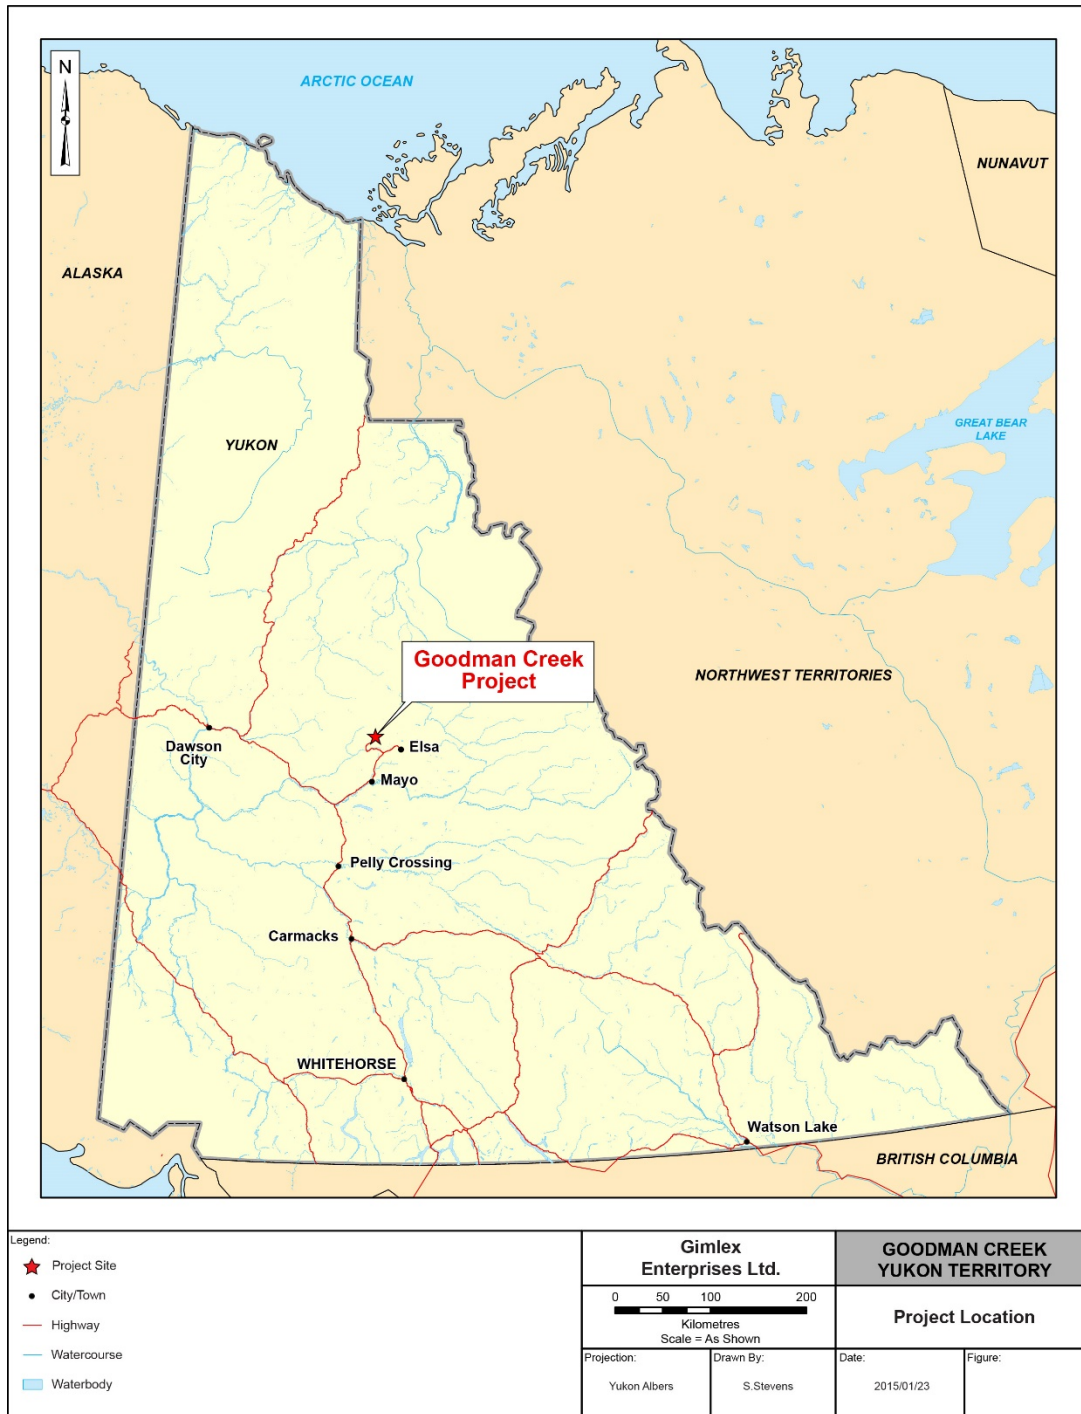 N
ARCTIC OCEAN
NUNAVUT
ALASKA
YUKON
GREAT BEAR
LAKE
Goodman Creek
Project
NORTHWEST TERRITORIES
Dawson
City
Elsa
Mayo
Pelly Crossing
Carmacks
WHITEHORSE
Watson Lake
BRITISH COLUMBIA
Legend:
Project Site
City/Town
Highway
Watercourse
Waterbody
Gimlex
Enterprises Ltd.
0 50 100 200
Kilometres
Scale = As Shown
Projection:
Yukon Albers
Drawn By:
S.Stevens
GOODMAN CREEK
YUKON TERRITORY
Project Location
Date:
2015/01/23
Figure: